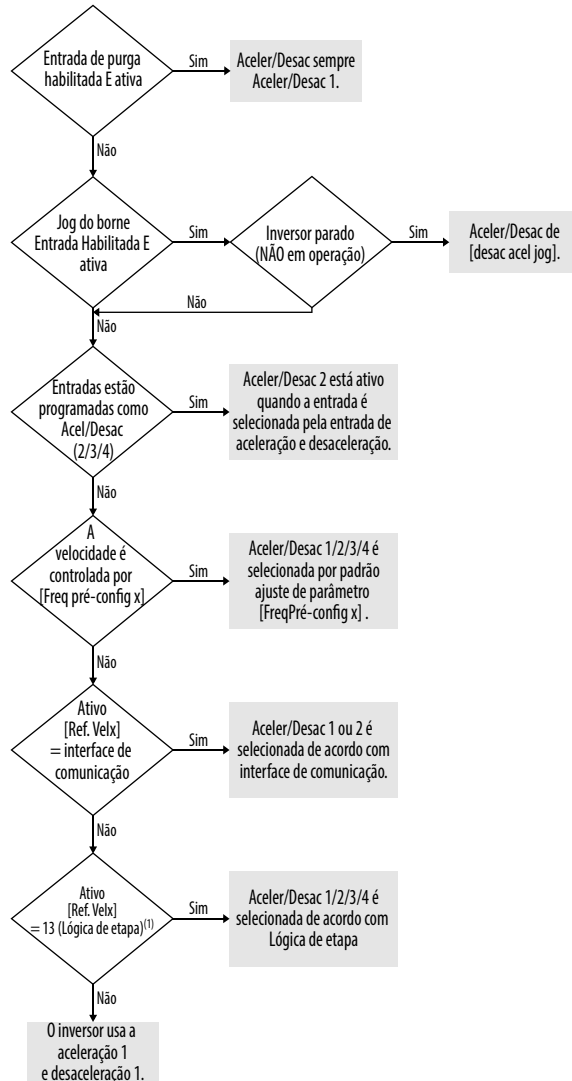 Entrada de purga
habilitada E ativa
Sim
Aceler/Desac sempre
Aceler/Desac 1.
Não
Jog do borne
Entrada Habilitada E
ativa
Sim
Inversor parado
(NÃO em operação)
Sim
Aceler/Desac de
[desac acel jog].
Não
Não
Entradas estão
programadas como
Acel/Desac
(2/3/4)
Sim
Aceler/Desac 2 está ativo
quando a entrada é
selecionada pela entrada de
aceleração e desaceleração.
Não
A
velocidade é
controlada por
[Freq pré-config x]
Sim
Aceler/Desac 1/2/3/4 é
selecionada por padrão
ajuste de parâmetro
[FreqPré-config x] .
Não
Ativo
[Ref. Velx]
= interface de
comunicação
Sim
Aceler/Desac 1 ou 2 é
selecionada de acordo com
interface de comunicação.
Não
Ativo
[Ref. Velx]
= 13 (Lógica de etapa)(1)
Sim
Aceler/Desac 1/2/3/4 é
selecionada de acordo com
Lógica de etapa
Não
O inversor usa a
aceleração 1
e desaceleração 1.